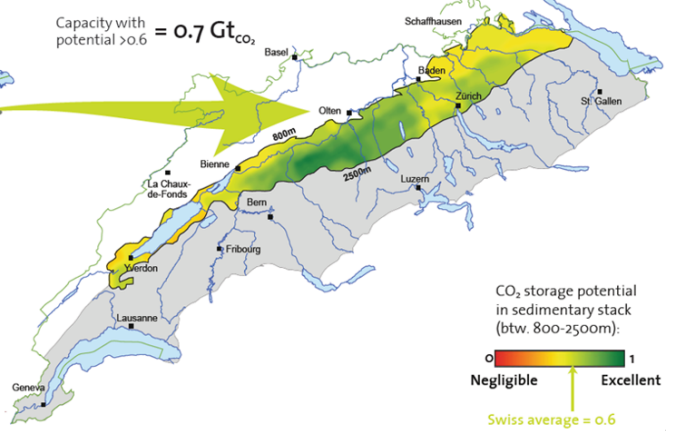 Capacity with
potential >0.6 = 0.7 Gt CO₂
Schaffhausen
Basel
Baden
Zürich
St. Gallen
Olten
800m
Bienne
2500m
La Chaux-
de-Fonds
Luzern
Bern
Fribourg
Yverdon
Lausanne
Geneva
CO₂ storage potential
in sedimentary stack
(btw. 800-2500m):
0 1
Negligible Excellent
Swiss average = 0.6